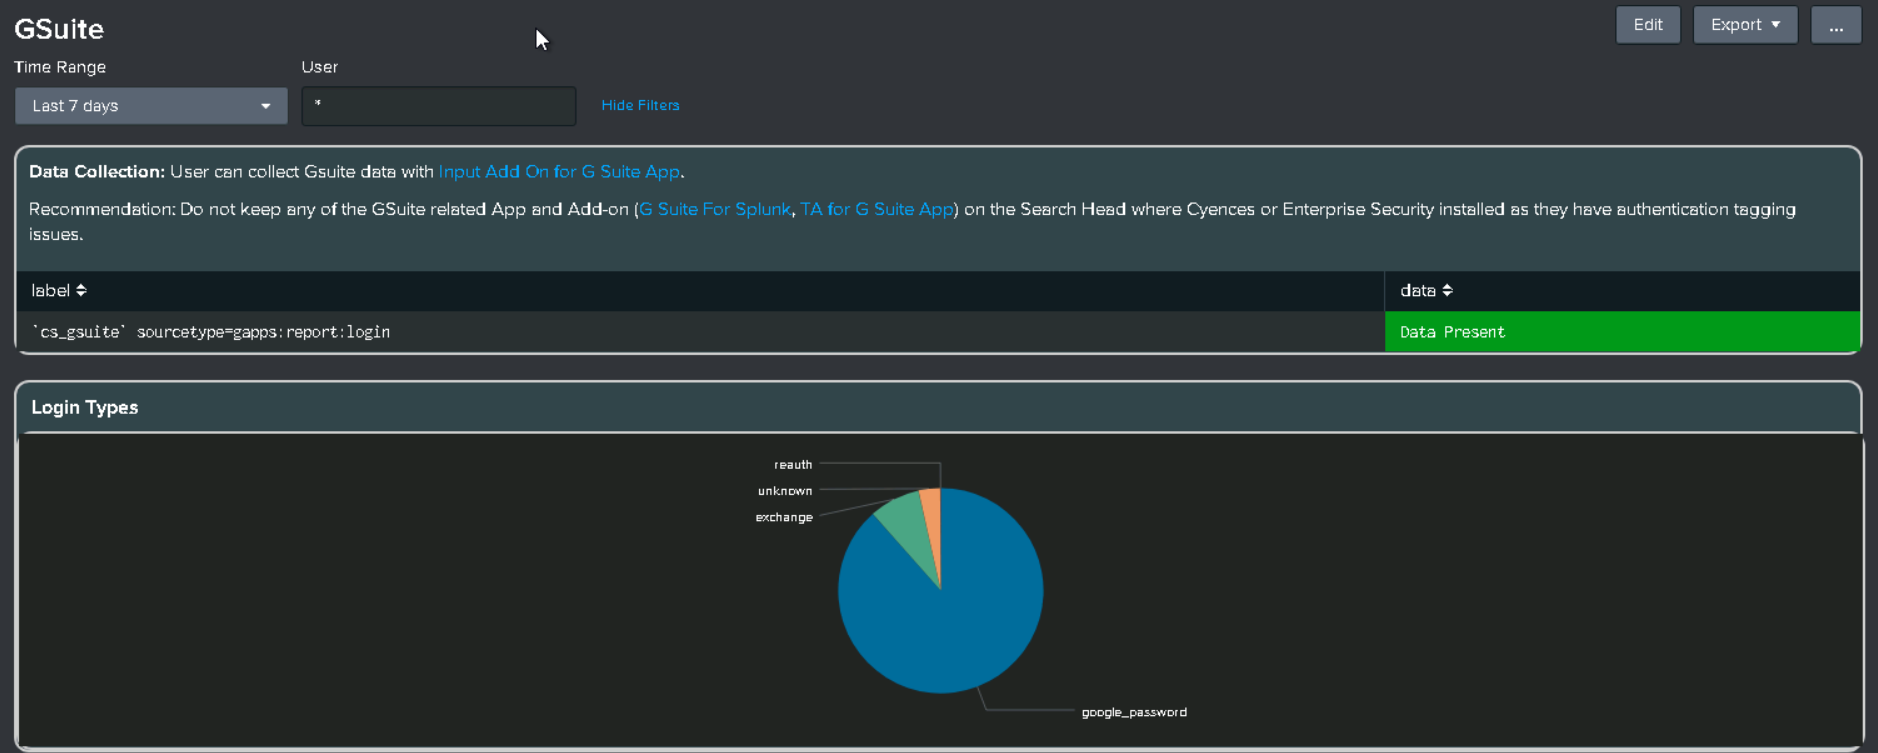 GSuite
Edit
Export
...
Time Range
User
Last 7 days
*
Hide Filters
Data Collection: User can collect Gsuite data with Input Add On for G Suite App.
Recommendation: Do not keep any of the GSuite related App and Add-on (G Suite For Splunk, TA for G Suite App) on the Search Head where Cyences or Enterprise Security installed as they have authentication tagging
issues.
label
data
`cs_gsuite` sourcetype=gapps:report:login
Data Present
Login Types
reauth
unknown
exchange
google_password